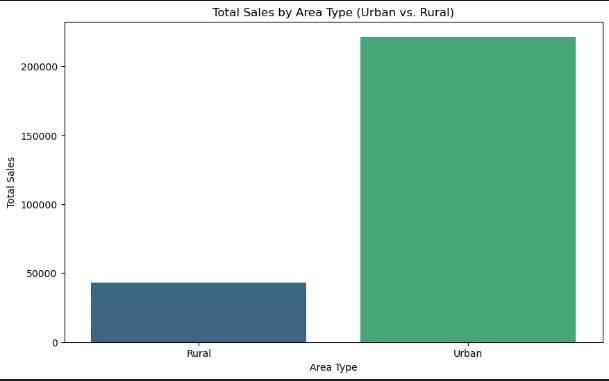 Total Sales by Area Type (Urban vs. Rural)
200000
150000
100000
50000
0
Total Sales
Rural
Urban
Area Type